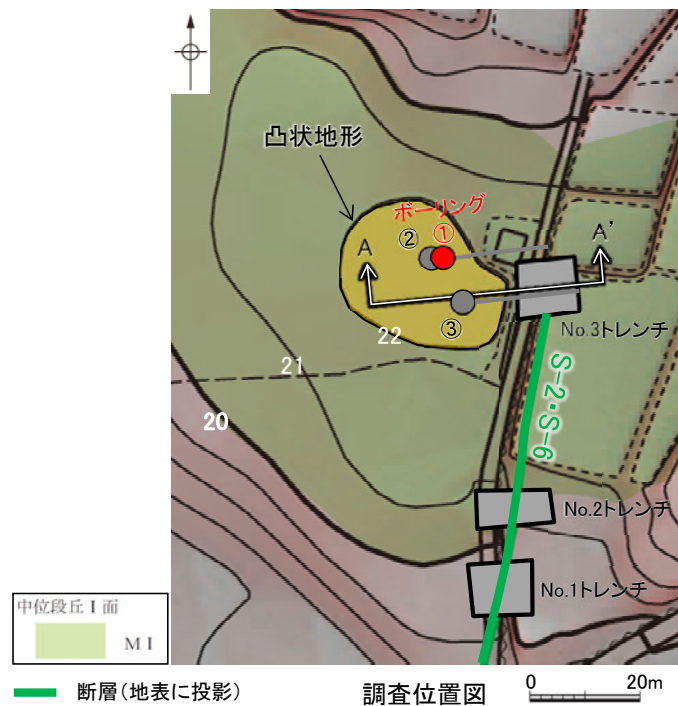 凸状地形
ボーリング
①
②
A
A'
③
No.3トレンチ
22
21
20
S-2・S-6
No.2トレンチ
No.1トレンチ
中位段丘Ⅰ面
MⅠ
断層(地表に投影)
調査位置図
0 20m